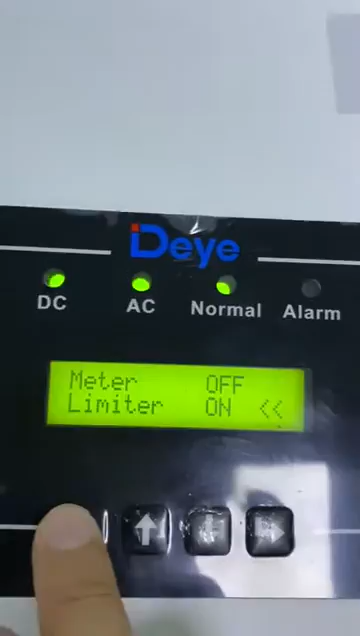 Deye
DC AC Normal Alarm
Meter OFF
Limiter ON <<